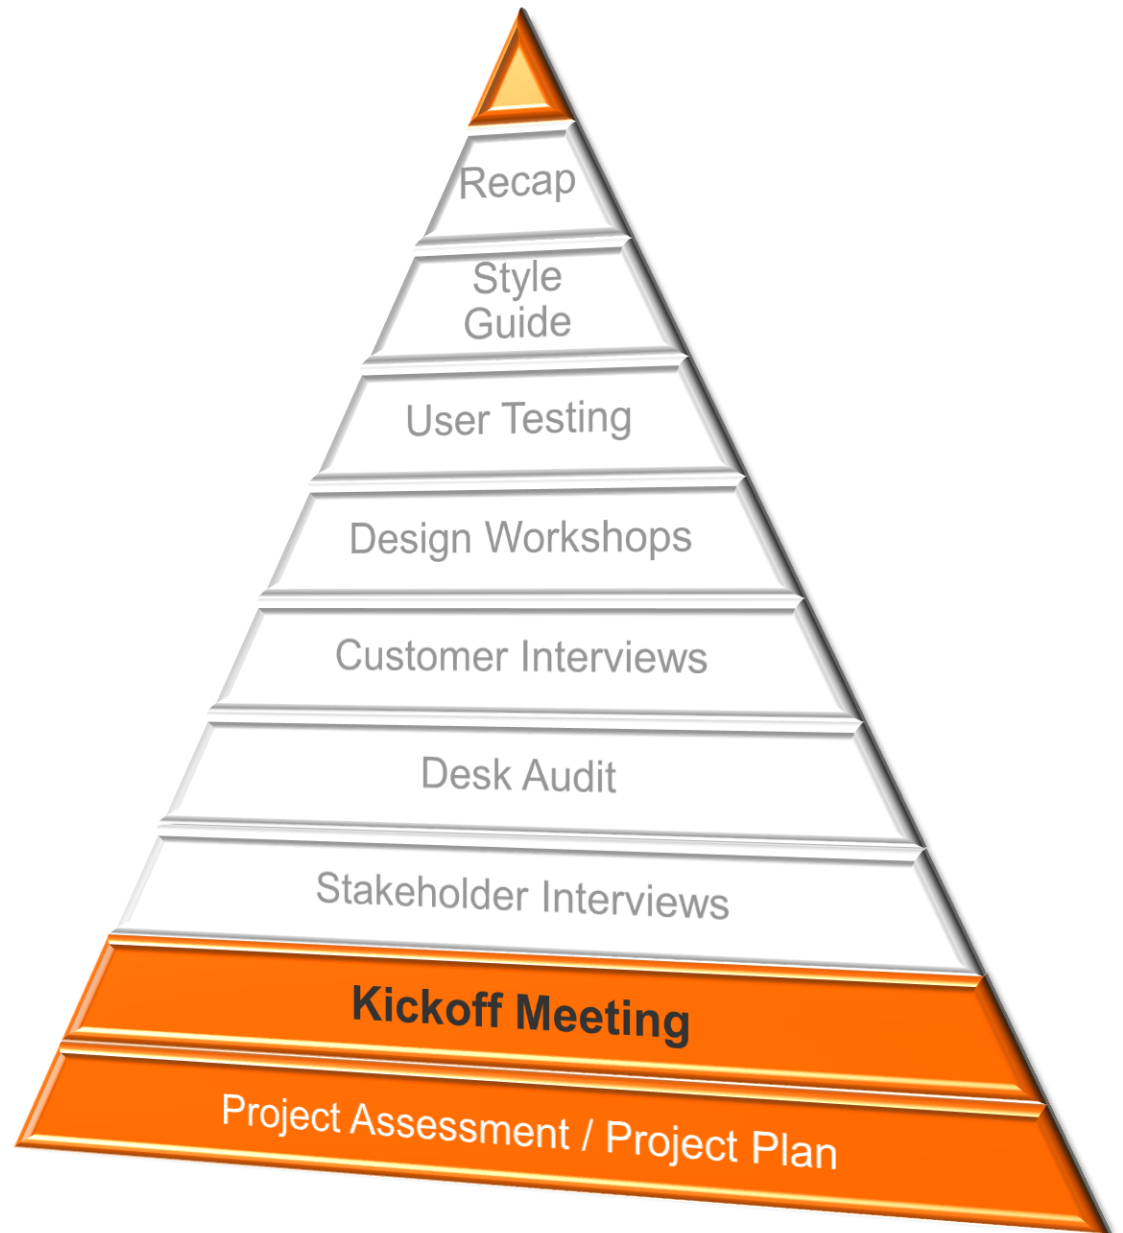 Recap
Style
Guide
User Testing
Design Workshops
Customer Interviews
Desk Audit
Stakeholder Interviews
Kickoff Meeting
Project Assessment / Project Plan